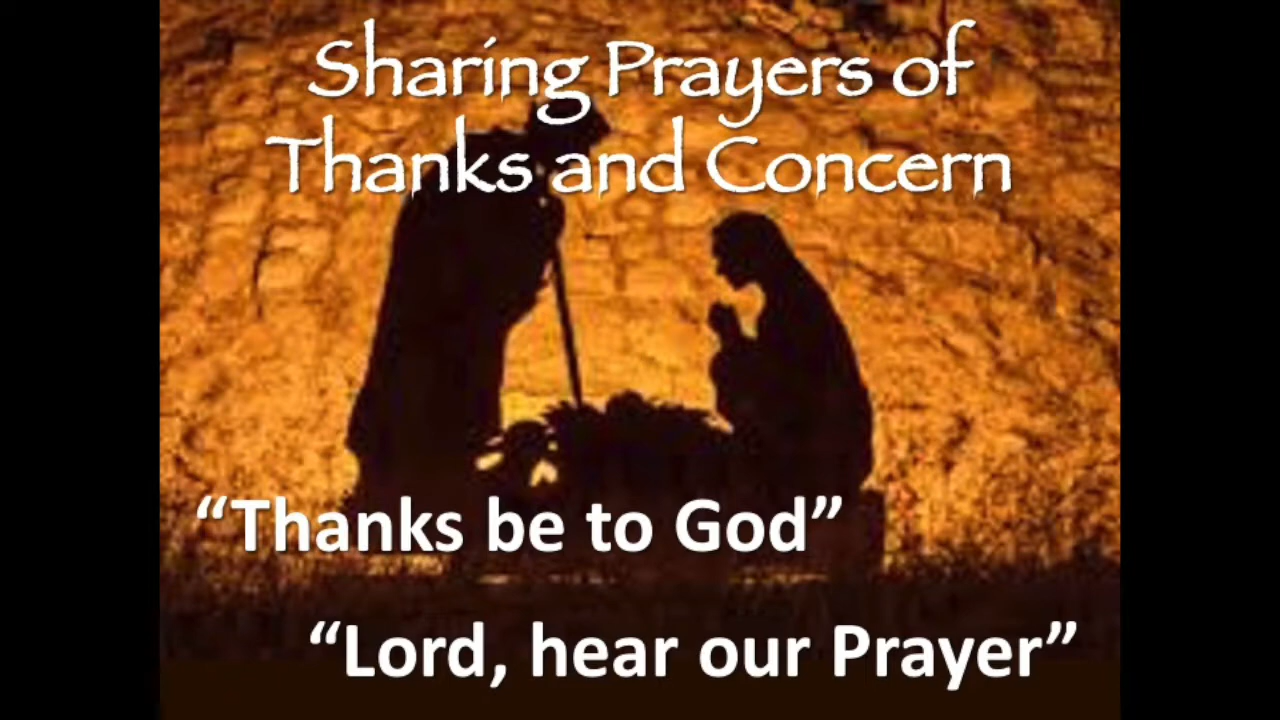 Sharing Prayers of
Thanks and Concern
“Thanks be to God”
“Lord, hear our Prayer”